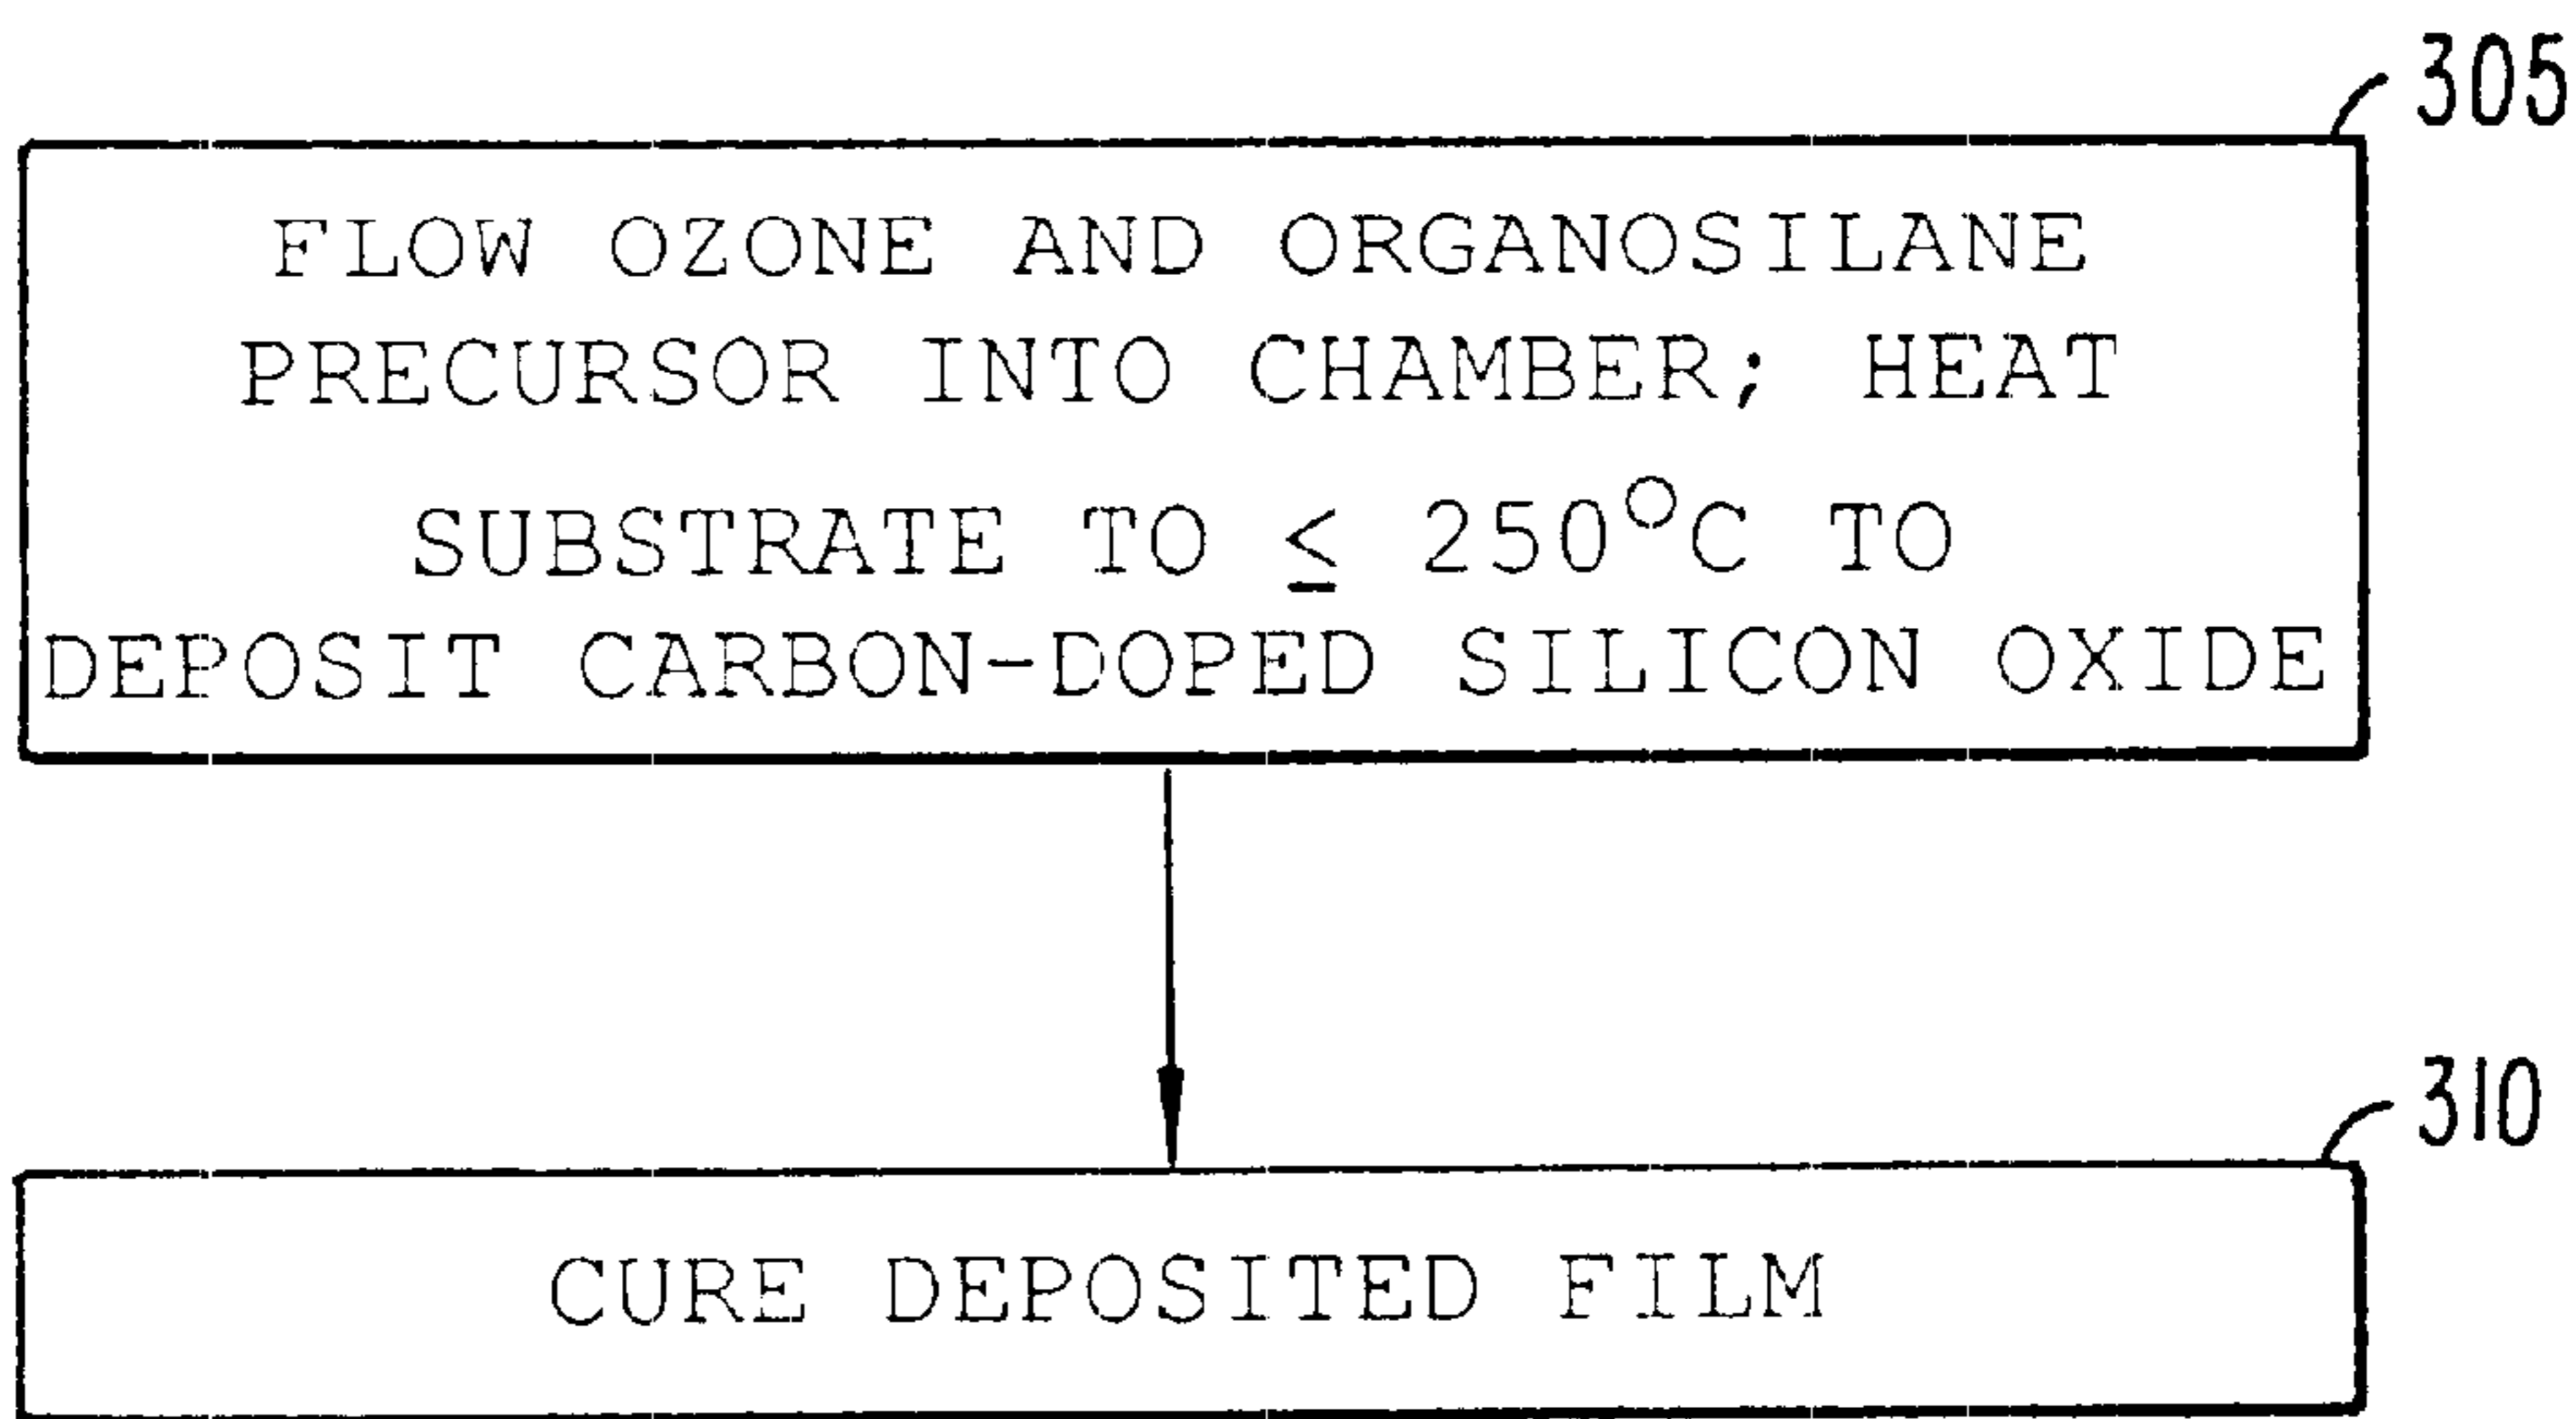 305
FLOW OZONE AND ORGANOSILANE
PRECURSOR INTO CHAMBER; HEAT
SUBSTRATE TO ≤ 250°C TO
DEPOSIT CARBON-DOPED SILICON OXIDE
310
CURE DEPOSITED FILM